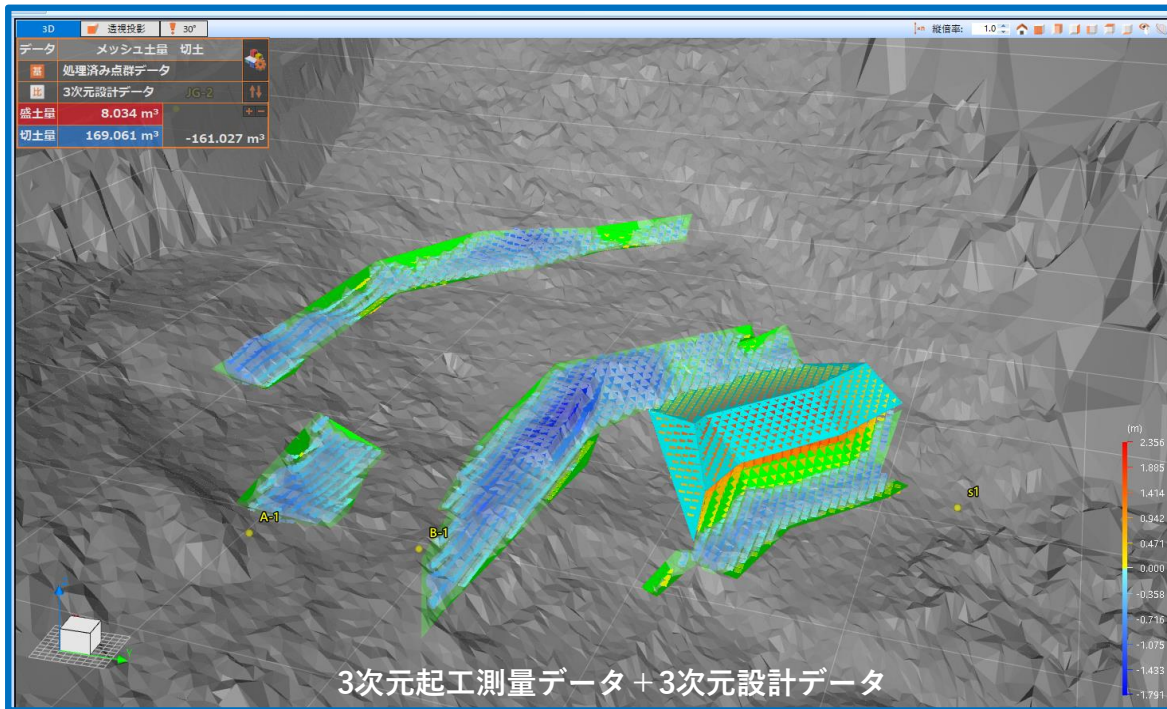 3D
透視投影
30°
縦倍率: 1.0
データ メッシュ土量 切土
基 処理済み点群データ
比 3次元設計データ
JG-2
盛土量 8.034 m³
切土量 169.061 m³
-161.027 m³
(m)
2.356
1.885
1.414
0.942
0.471
0.000
-0.358
-0.716
-1.075
-1.433
-1.791
s1
A-1
B-1
Y
3次元起工測量データ＋3次元設計データ